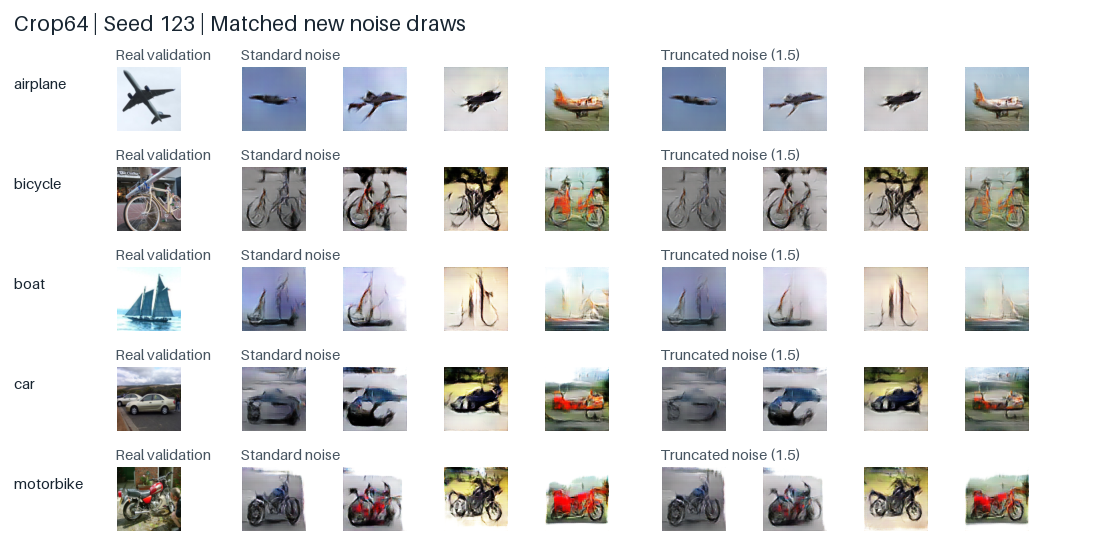 Crop64 | Seed 123 | Matched new noise draws
Real validation Standard noise Truncated noise (1.5)
airplane
Real validation Standard noise Truncated noise (1.5)
bicycle
Real validation Standard noise Truncated noise (1.5)
boat
Real validation Standard noise Truncated noise (1.5)
car
Real validation Standard noise Truncated noise (1.5)
motorbike